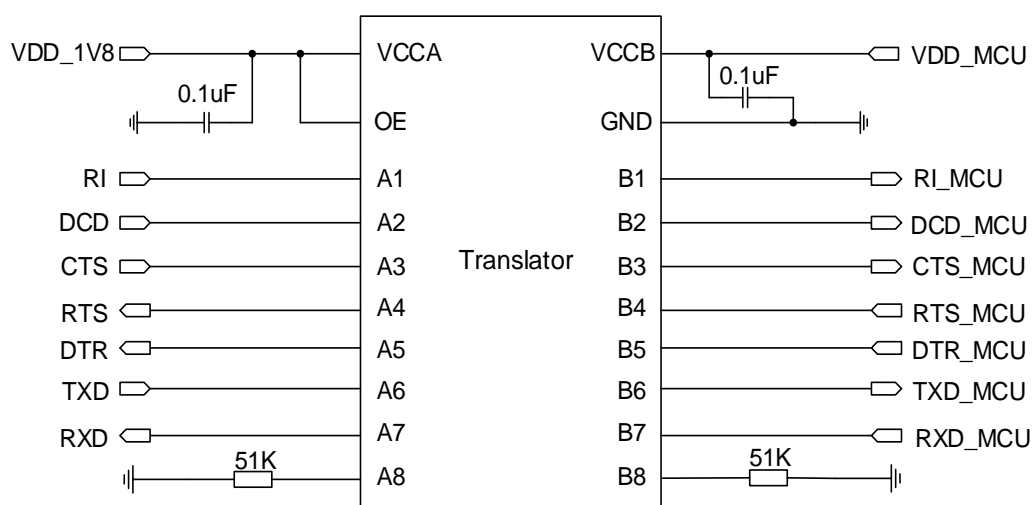 VDD_1V8 VCCA VCCB VDD_MCU
0.1uF 0.1uF
OE GND
RI A1 B1 RI_MCU
DCD A2 B2 DCD_MCU
Translator
CTS A3 B3 CTS_MCU
RTS A4 B4 RTS_MCU
DTR A5 B5 DTR_MCU
TXD A6 B6 TXD_MCU
RXD A7 B7 RXD_MCU
51K A8 B8 51K